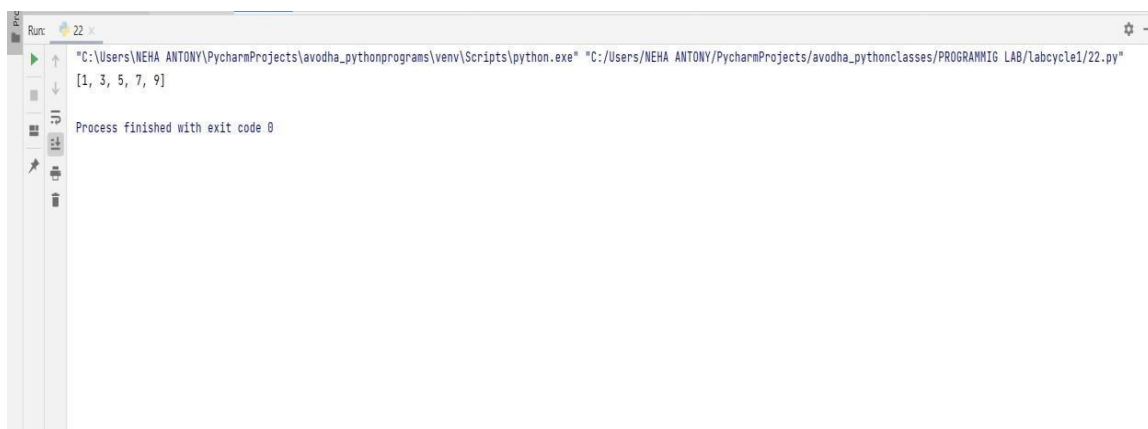 Pro
Run: 22
"C:\Users\NEHA ANTONY\PycharmProjects\avodha_pythonprograms\venv\Scripts\python.exe" "C:/Users/NEHA ANTONY/PycharmProjects/avodha_pythonclasses/PROGRAMMIG LAB/labcycle1/22.py"
[1, 3, 5, 7, 9]
Process finished with exit code 0